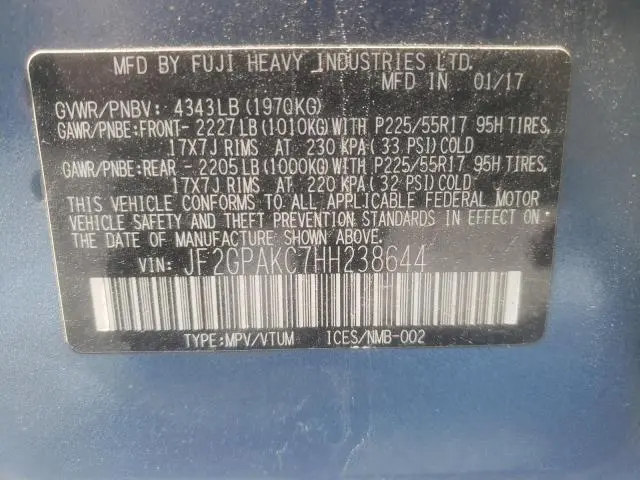 MFD BY FUJI HEAVY INDUSTRIES LTD.
MFD IN 01/17
GVWR/PNBV: 4343LB (1970KG)
GAWR/PNBE:FRONT- 2227LB (1010KG) WITH P225/55R17 95H TIRES,
17X7J RIMS AT 230 KPA (33 PSI) COLD
GAWR/PNBE:REAR - 2205LB (1000KG) WITH P225/55R17 95H TIRES,
17X7J RIMS AT 220 KPA (32 PSI) COLD
THIS VEHICLE CONFORMS TO ALL APPLICABLE FEDERAL MOTOR
VEHICLE SAFETY AND THEFT PREVENTION STANDARDS IN EFFECT ON
THE DATE OF MANUFACTURE SHOWN ABOVE.
VIN: JF2GPAKC7HH238644
TYPE:MPV/VTUM ICES/NMB-002